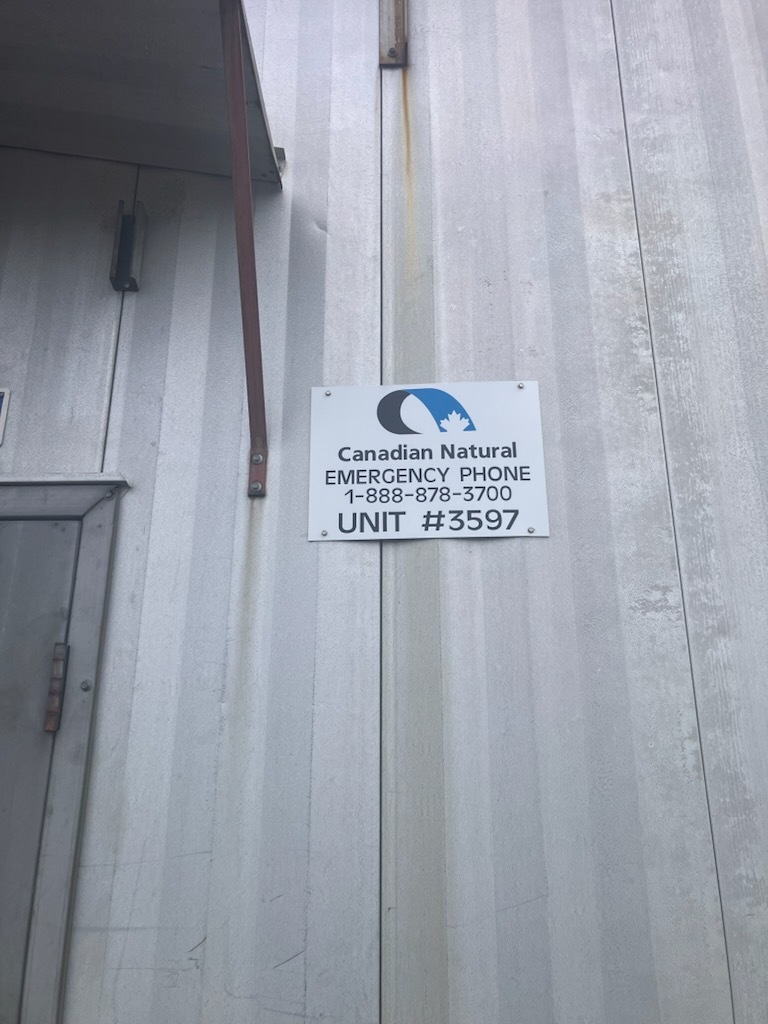 Canadian Natural
EMERGENCY PHONE
1-888-878-3700
UNIT #3597